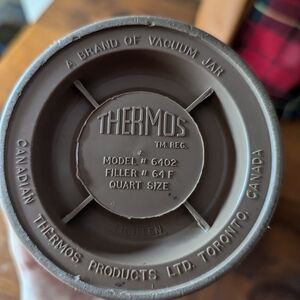 A BRAND OF VACUUM JAR
THERMOS
TM. REG.
MODEL # 6402
FILLER # 64 F
QUART SIZE
TIGHTEN
CANADIAN THERMOS PRODUCTS LTD. TORONTO, CANADA